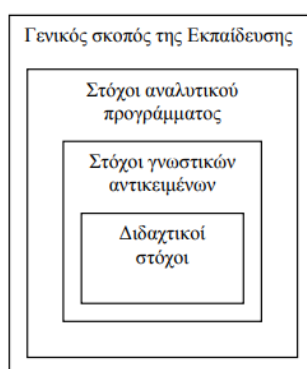 Γενικός σκοπός της Εκπαίδευσης
Στόχοι αναλυτικού
προγράμματος
Στόχοι γνωστικών
αντικειμένων
Διδαχτικοί
στόχοι